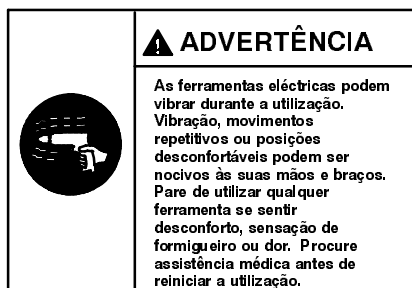 ADVERTÊNCIA
As ferramentas eléctricas podem
vibrar durante a utilização.
Vibração, movimentos
repetitivos ou posições
desconfortáveis podem ser
nocivos às suas mãos e braços.
Pare de utilizar qualquer
ferramenta se sentir
desconforto, sensação de
formigueiro ou dor. Procure
assistência médica antes de
reiniciar a utilização.